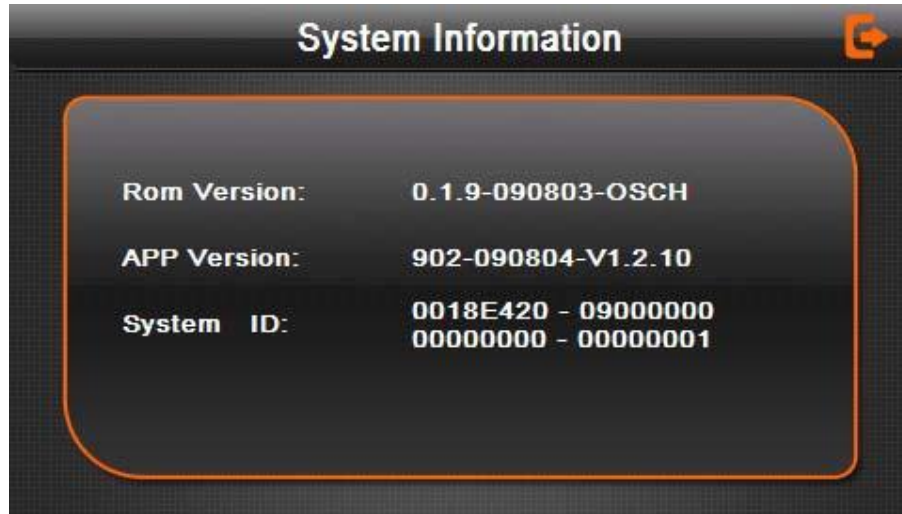 System Information
Rom Version: 0.1.9-090803-OSCH
APP Version: 902-090804-V1.2.10
System ID: 0018E420 - 09000000
00000000 - 00000001